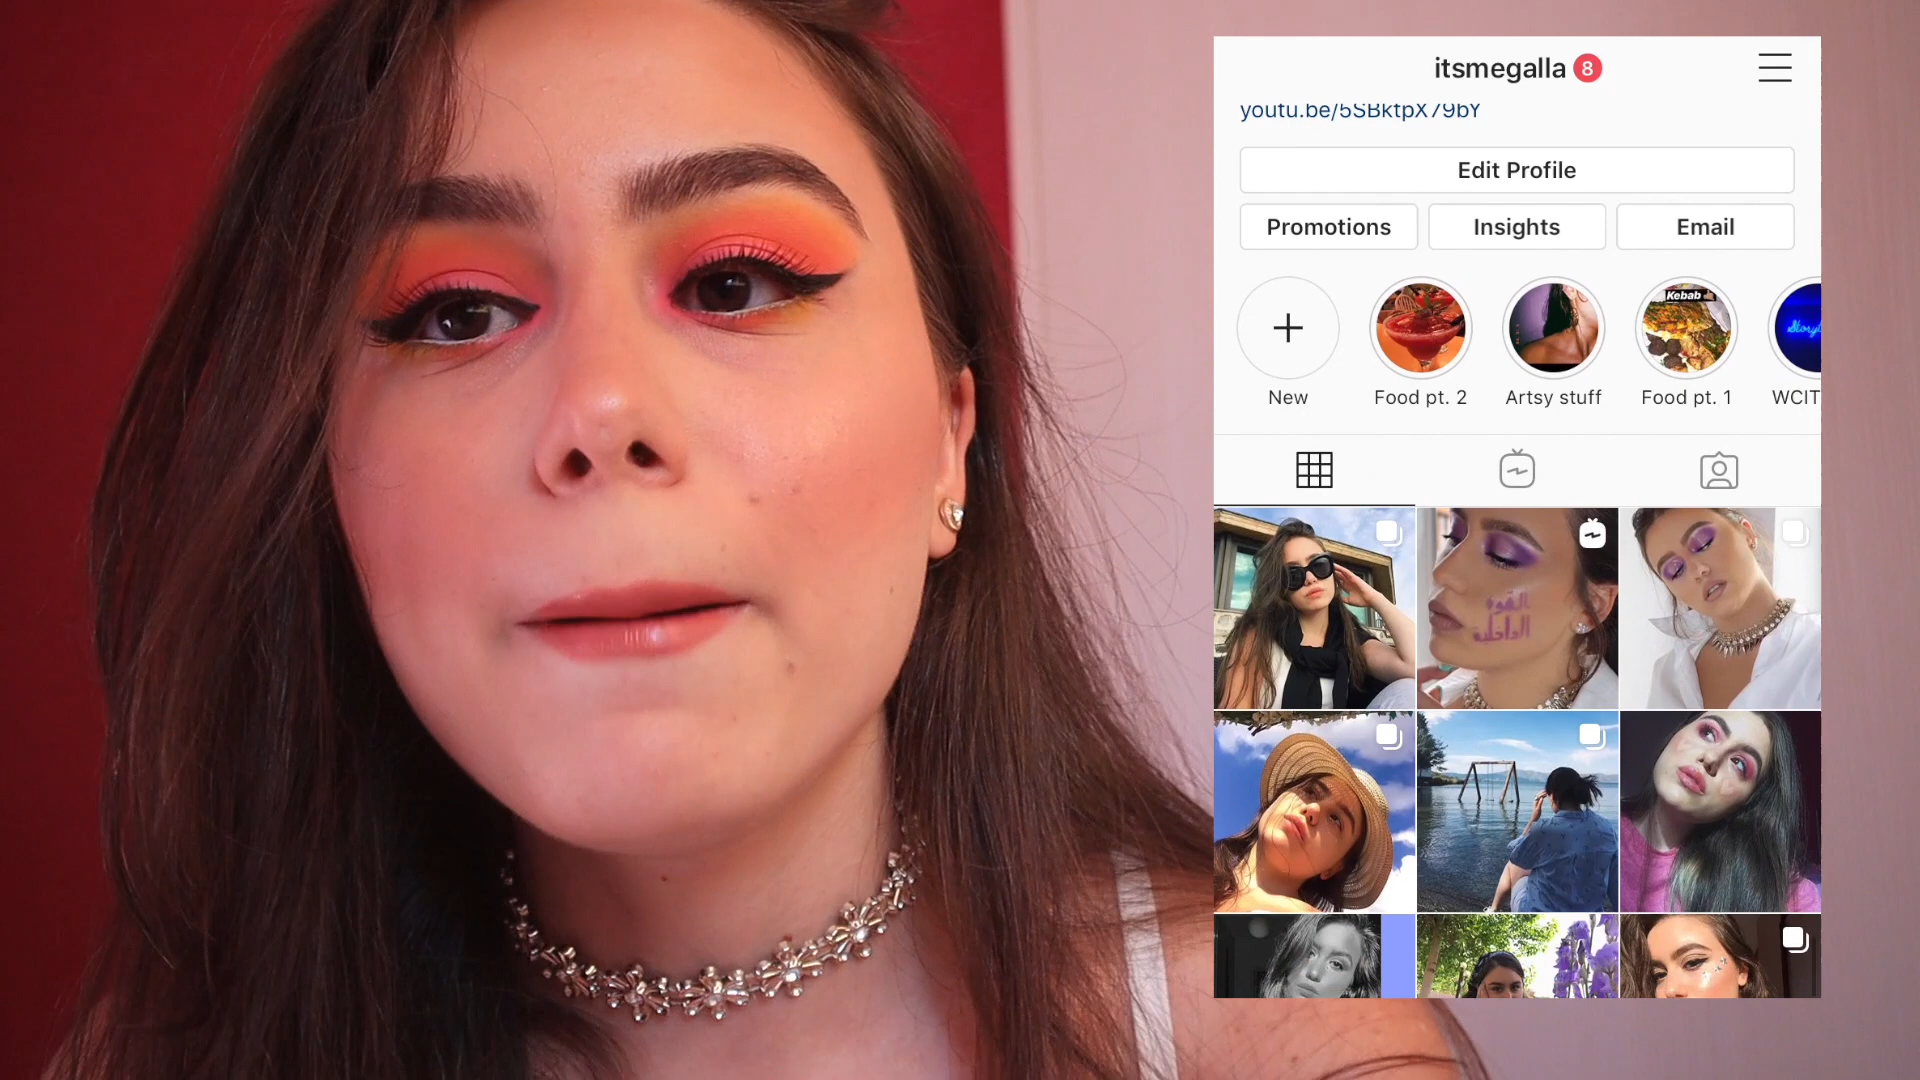 itsmegalla 8
youtu.be/5SBktpX79bY
Edit Profile
Promotions
Insights
Email
Kebab
New
Food pt. 2
Artsy stuff
Food pt. 1
WCIT
القوة
الداخلية